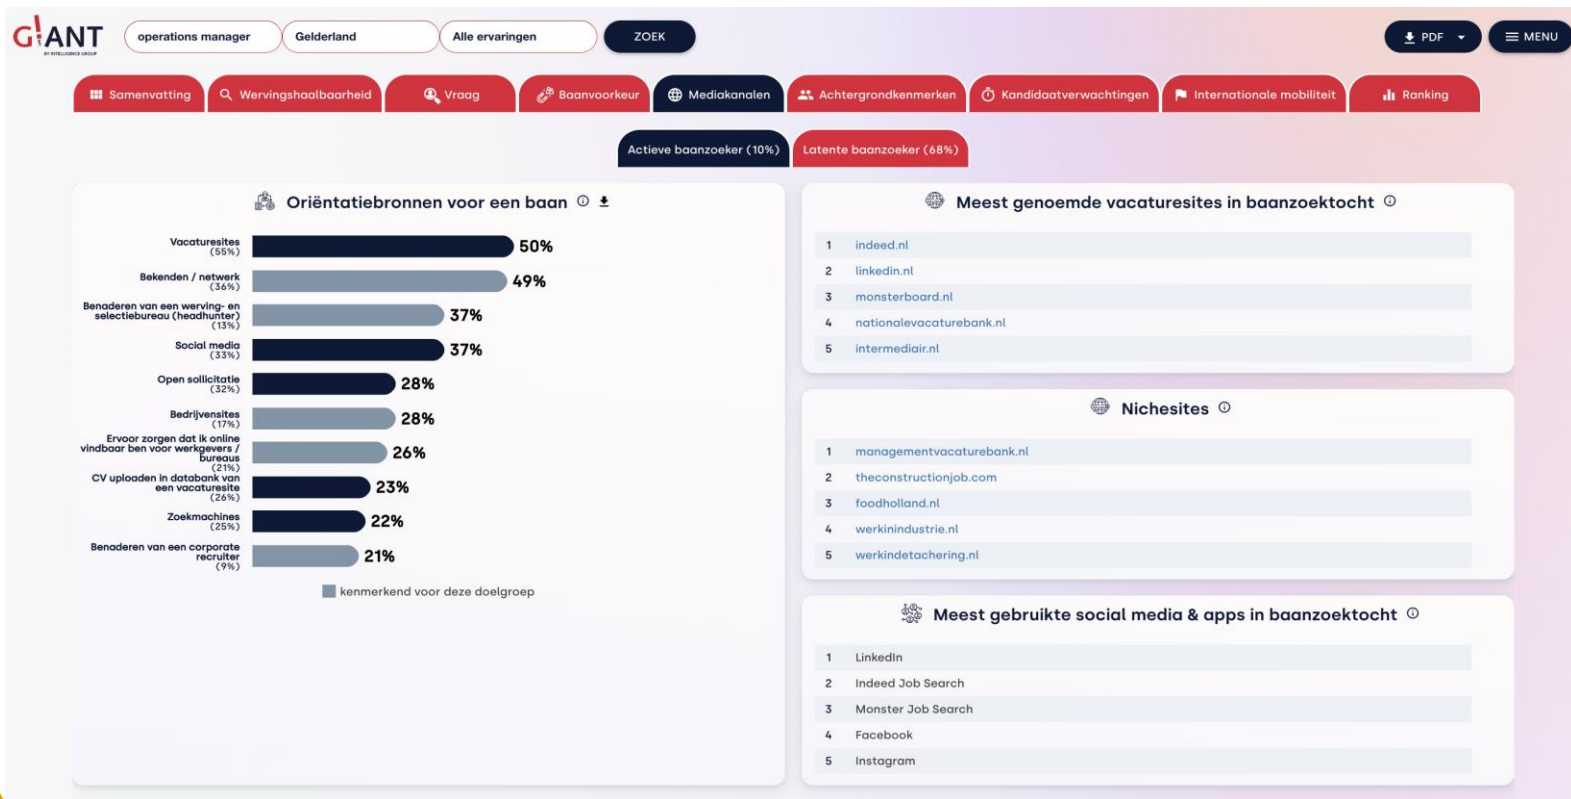 G!ANT
BY INTELLIGENCE GROUP
operations manager
Gelderland
Alle ervaringen
ZOEK
PDF
MENU
Samenvatting
Wervingshaalbaarheid
Vraag
Baanvoorkeur
Mediakanalen
Achtergrondkenmerken
Kandidaatverwachtingen
Internationale mobiliteit
Ranking
Actieve baanzoeker (10%)
Latente baanzoeker (68%)
Oriëntatiebronnen voor een baan
Vacaturesites
(55%)
50%
Bekenden / netwerk
(36%)
49%
Benaderen van een werving- en
selectiebureau (headhunter)
(13%)
37%
Social media
(33%)
37%
Open sollicitatie
(32%)
28%
Bedrijvensites
(17%)
28%
Ervoor zorgen dat ik online
vindbaar ben voor werkgevers /
bureaus
(21%)
26%
CV uploaden in databank van
een vacaturesite
(26%)
23%
Zoekmachines
(25%)
22%
Benaderen van een corporate
recruiter
(9%)
21%
kenmerkend voor deze doelgroep
Meest genoemde vacaturesites in baanzoektocht
1 indeed.nl
2 linkedin.nl
3 monsterboard.nl
4 nationalevacaturebank.nl
5 intermediair.nl
Nichesites
1 managementvacaturebank.nl
2 theconstructionjob.com
3 foodholland.nl
4 werkinindustrie.nl
5 werkindetachering.nl
Meest gebruikte social media & apps in baanzoektocht
1 LinkedIn
2 Indeed Job Search
3 Monster Job Search
4 Facebook
5 Instagram